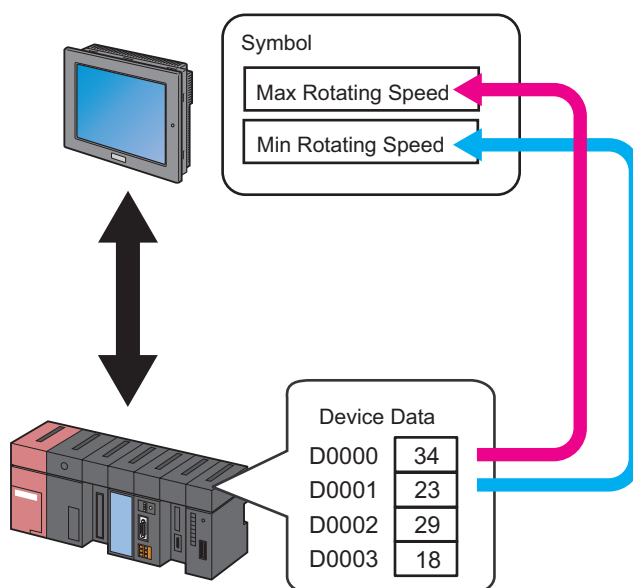 Symbol
Max Rotating Speed
Min Rotating Speed
Device Data
D0000 34
D0001 23
D0002 29
D0003 18